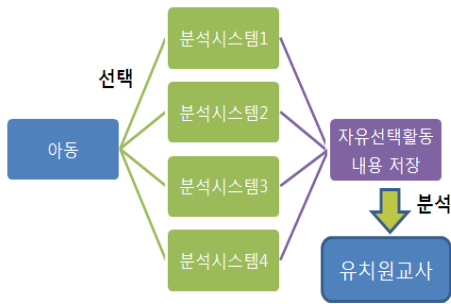 분석시스템1
선택
분석시스템2
아동
자유선택활동
내용 저장
분석시스템3
분석
분석시스템4
유치원교사